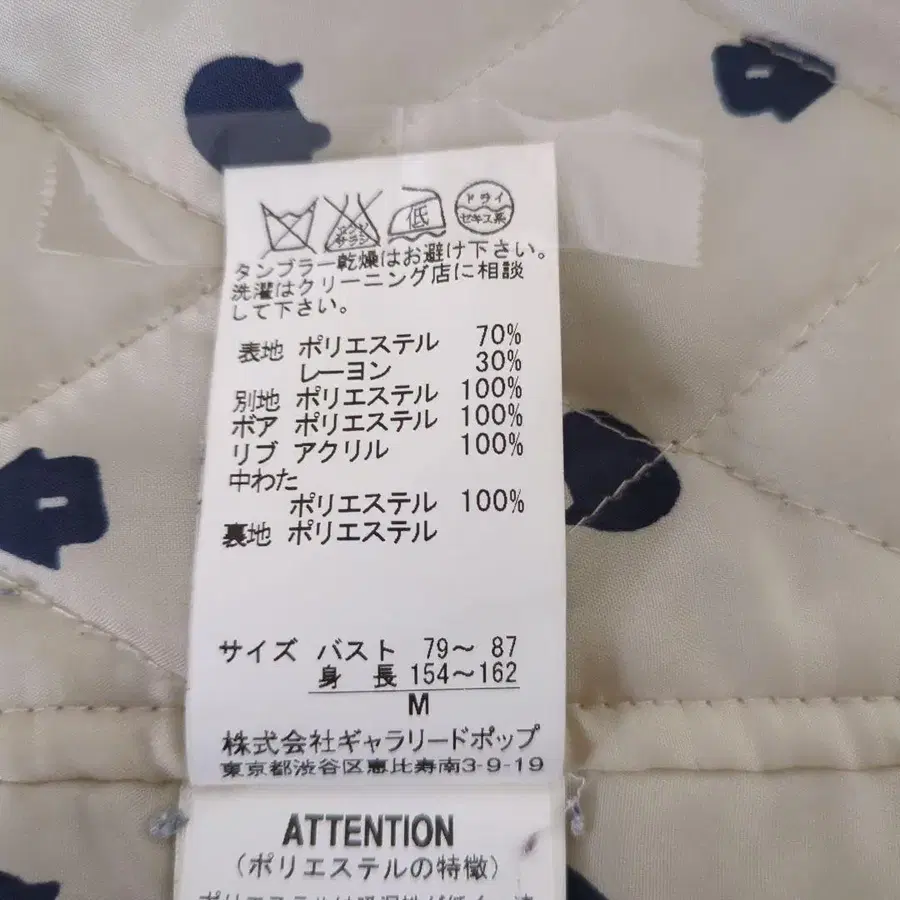 エンソ
サラシ
低
ドライ
セキユ系
タンブラー乾燥はお避け下さい。
洗濯はクリーニング店に相談
して下さい。
表地 ポリエステル 70%
レーヨン 30%
別地 ポリエステル 100%
ボア ポリエステル 100%
リブ アクリル 100%
中わた
ポリエステル 100%
裏地 ポリエステル
サイズ バスト 79〜 87
身 長 154〜162
M
株式会社ギャラリードポップ
東京都渋谷区恵比寿南3-9-19
ATTENTION
(ポリエステルの特徴)